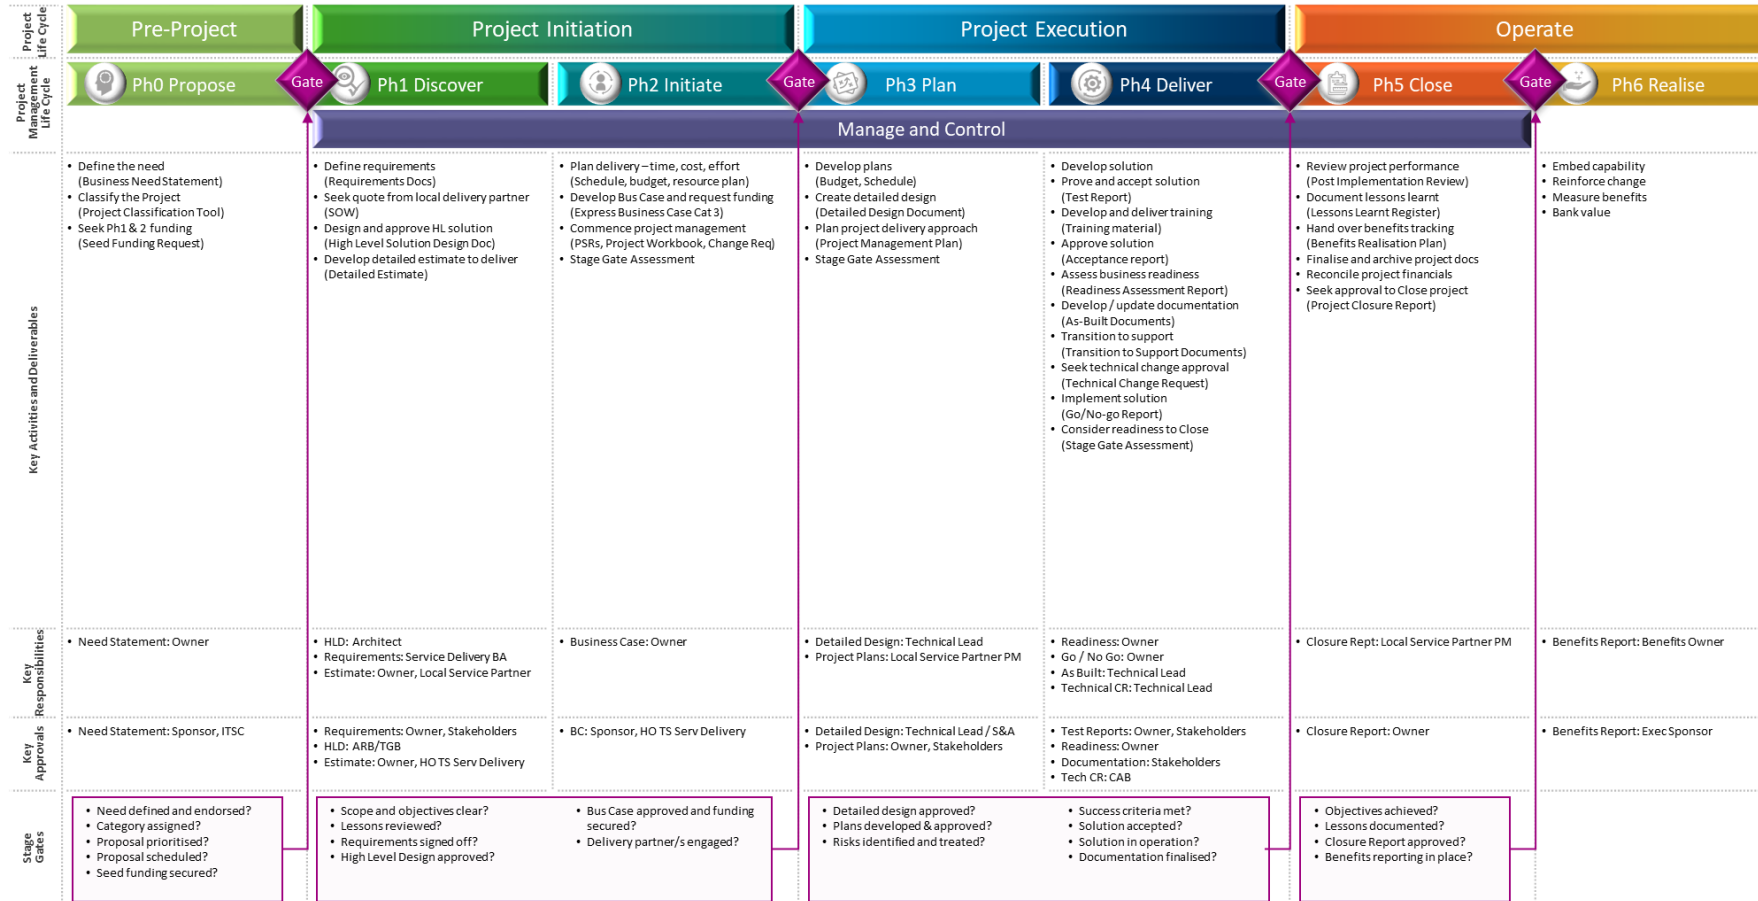 Project
Life Cycle
Pre-Project
Project Initiation
Project Execution
Operate
Project
Management
Life Cycle
Ph0 Propose
Gate
Ph1 Discover
Ph2 Initiate
Gate
Ph3 Plan
Ph4 Deliver
Gate
Ph5 Close
Gate
Ph6 Realise
Manage and Control
Key Activities and Deliverables
• Define the need
(Business Need Statement)
• Classify the Project
(Project Classification Tool)
• Seek Ph1 & 2 funding
(Seed Funding Request)
• Define requirements
(Requirements Docs)
• Seek quote from local delivery partner
(SOW)
• Design and approve HL solution
(High Level Solution Design Doc)
• Develop detailed estimate to deliver
(Detailed Estimate)
• Plan delivery – time, cost, effort
(Schedule, budget, resource plan)
• Develop Bus Case and request funding
(Express Business Case Cat 3)
• Commence project management
(PSRs, Project Workbook, Change Req)
• Stage Gate Assessment
• Develop plans
(Budget, Schedule)
• Create detailed design
(Detailed Design Document)
• Plan project delivery approach
(Project Management Plan)
• Stage Gate Assessment
• Develop solution
• Prove and accept solution
(Test Report)
• Develop and deliver training
(Training material)
• Approve solution
(Acceptance report)
• Assess business readiness
(Readiness Assessment Report)
• Develop / update documentation
(As-Built Documents)
• Transition to support
(Transition to Support Documents)
• Seek technical change approval
(Technical Change Request)
• Implement solution
(Go/No-go Report)
• Consider readiness to Close
(Stage Gate Assessment)
• Review project performance
(Post Implementation Review)
• Document lessons learnt
(Lessons Learnt Register)
• Hand over benefits tracking
(Benefits Realisation Plan)
• Finalise and archive project docs
• Reconcile project financials
• Seek approval to Close project
(Project Closure Report)
• Embed capability
• Reinforce change
• Measure benefits
• Bank value
Key
Responsibilities
• Need Statement: Owner
• HLD: Architect
• Requirements: Service Delivery BA
• Estimate: Owner, Local Service Partner
• Business Case: Owner
• Detailed Design: Technical Lead
• Project Plans: Local Service Partner PM
• Readiness: Owner
• Go / No Go: Owner
• As Built: Technical Lead
• Technical CR: Technical Lead
• Closure Rept: Local Service Partner PM
• Benefits Report: Benefits Owner
Key
Approvals
• Need Statement: Sponsor, ITSC
• Requirements: Owner, Stakeholders
• HLD: ARB/TGB
• Estimate: Owner, HO TS Serv Delivery
• BC: Sponsor, HO TS Serv Delivery
• Detailed Design: Technical Lead / S&A
• Project Plans: Owner, Stakeholders
• Test Reports: Owner, Stakeholders
• Readiness: Owner
• Documentation: Stakeholders
• Tech CR: CAB
• Closure Report: Owner
• Benefits Report: Exec Sponsor
Stage
Gates
• Need defined and endorsed?
• Category assigned?
• Proposal prioritised?
• Proposal scheduled?
• Seed funding secured?
• Scope and objectives clear?
• Lessons reviewed?
• Requirements signed off?
• High Level Design approved?
• Bus Case approved and funding
secured?
• Delivery partner/s engaged?
• Detailed design approved?
• Plans developed & approved?
• Risks identified and treated?
• Success criteria met?
• Solution accepted?
• Solution in operation?
• Documentation finalised?
• Objectives achieved?
• Lessons documented?
• Closure Report approved?
• Benefits reporting in place?